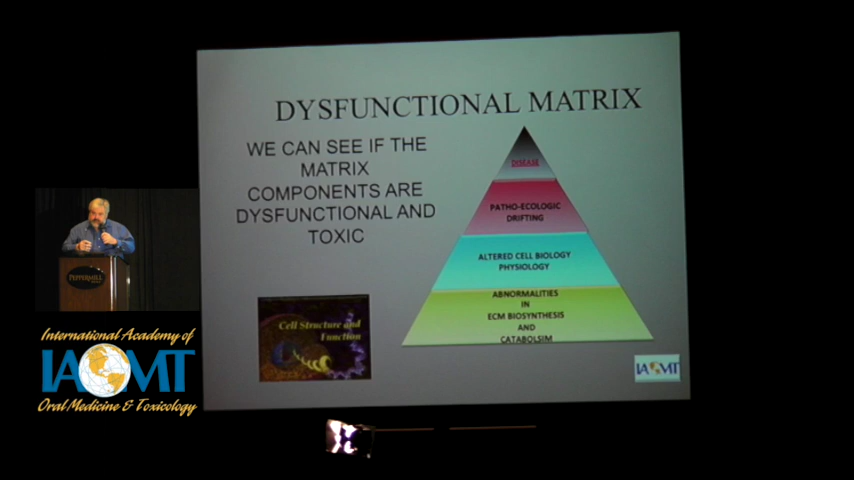 DYSFUNCTIONAL MATRIX
WE CAN SEE IF THE
MATRIX
COMPONENTS ARE
DYSFUNCTIONAL AND
TOXIC
DISEASE
PATHO-ECOLOGIC
DRIFTING
ALTERED CELL BIOLOGY
PHYSIOLOGY
ABNORMALITIES
IN
ECM BIOSYNTHESIS
AND
CATABOLSIM
Cell Structure and
Function
IAOMT
PEPPERMILL
International Academy of
IAOMT
Oral Medicine & Toxicology